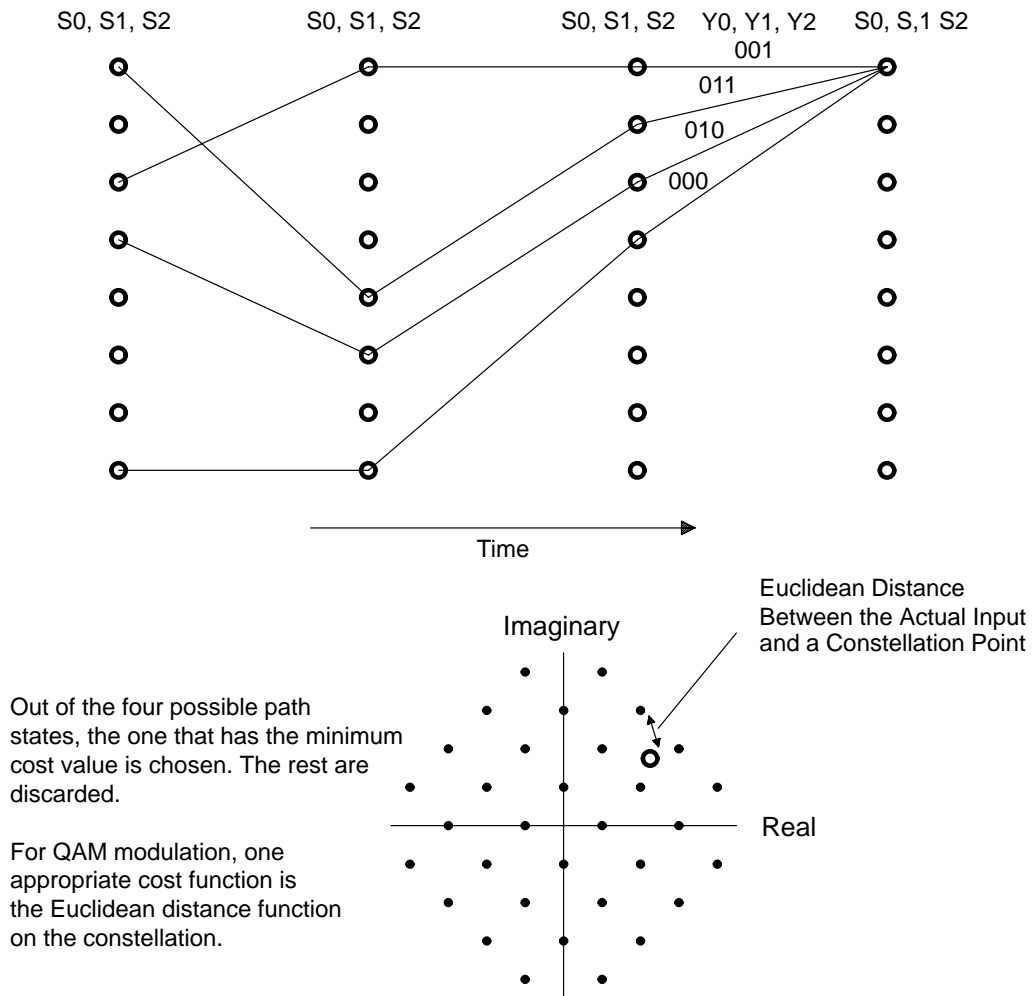 S0, S1, S2
S0, S1, S2
S0, S1, S2
Y0, Y1, Y2
S0, S,1 S2
001
011
010
000
Time
Euclidean Distance
Between the Actual Input
and a Constellation Point
Imaginary
Out of the four possible path
states, the one that has the minimum
cost value is chosen. The rest are
discarded.
Real
For QAM modulation, one
appropriate cost function is
the Euclidean distance function
on the constellation.